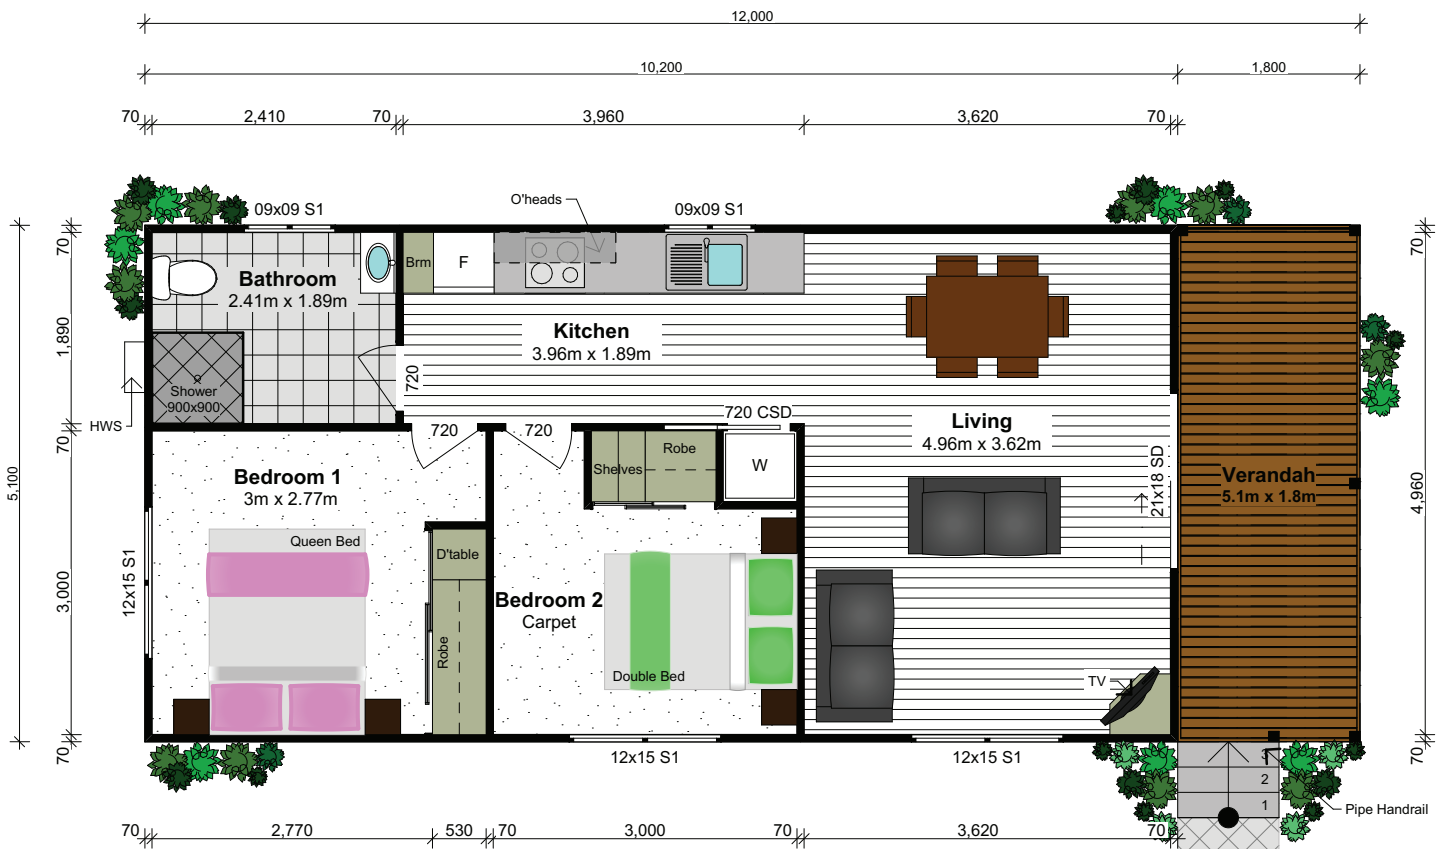 12,000
10,200
1,800
70
2,410
70
3,960
3,620
70
O'heads
09x09 S1
09x09 S1
70
1,890
70
3,000
70
5,100
Bathroom
2.41m x 1.89m
Brm
F
Kitchen
3.96m x 1.89m
Shower
900x900
HWS
720
720
720
720 CSD
Living
4.96m x 3.62m
21x18 SD
Verandah
5.1m x 1.8m
70
4,960
70
Bedroom 1
3m x 2.77m
Queen Bed
12x15 S1
D'table
Robe
Shelves
Robe
W
Bedroom 2
Carpet
Double Bed
TV
12x15 S1
12x15 S1
3
2
1
Pipe Handrail
70
2,770
530
70
3,000
70
3,620
70